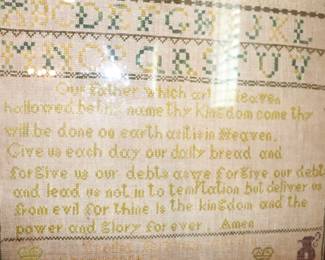 ABCDEFGHIJKL
MNOPQRSTUV
Our father which art heaven
hallowed be thy name thy kingdom come thy
will be done on earth as it is in Heaven.
Give us each day our daily bread and
forgive us our debts as we forgive our debt
and lead us not in to temptation but deliver us
from evil for thine is the kingdom and the
power and glory for ever. Amen